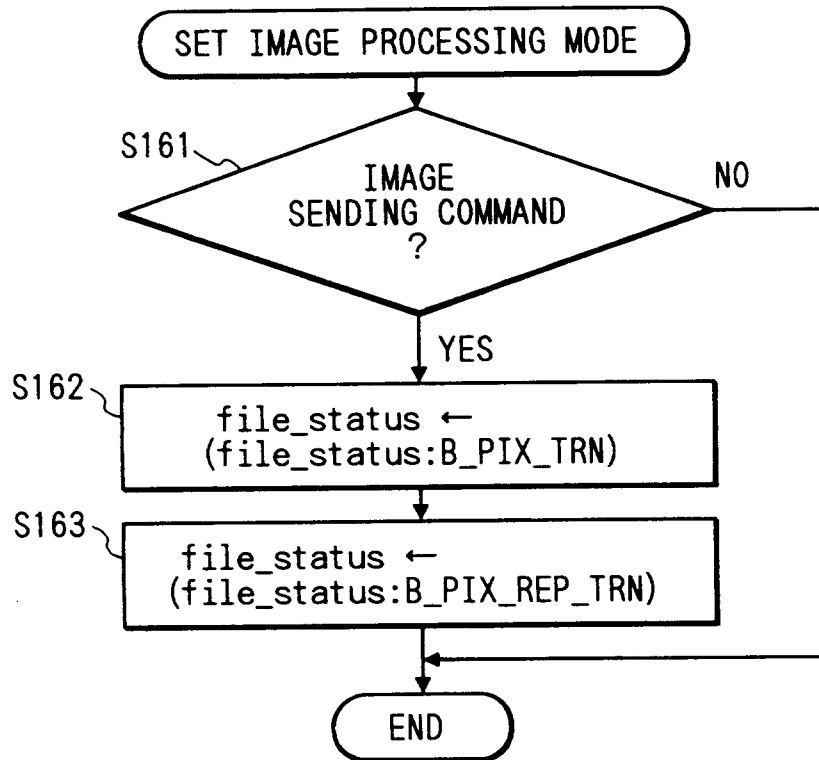 SET IMAGE PROCESSING MODE
S161
IMAGE
SENDING COMMAND
?
NO
YES
S162
file_status ←
(file_status:B_PIX_TRN)
S163
file_status ←
(file_status:B_PIX_REP_TRN)
END